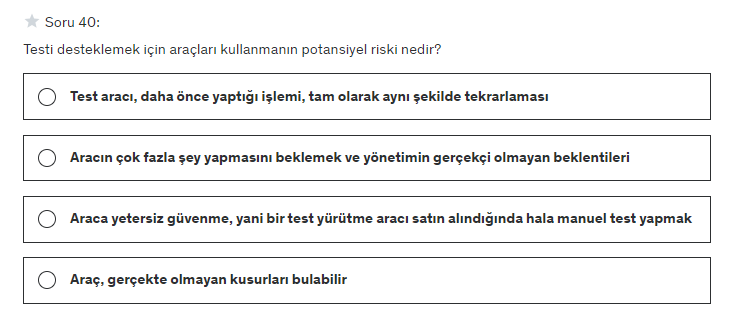 Soru 40:
Testi desteklemek için araçları kullanmanın potansiyel riski nedir?
Test aracı, daha önce yaptığı işlemi, tam olarak aynı şekilde tekrarlaması
Aracın çok fazla şey yapmasını beklemek ve yönetimin gerçekçi olmayan beklentileri
Araca yetersiz güvenme, yani bir test yürütme aracı satın alındığında hala manuel test yapmak
Araç, gerçekte olmayan kusurları bulabilir